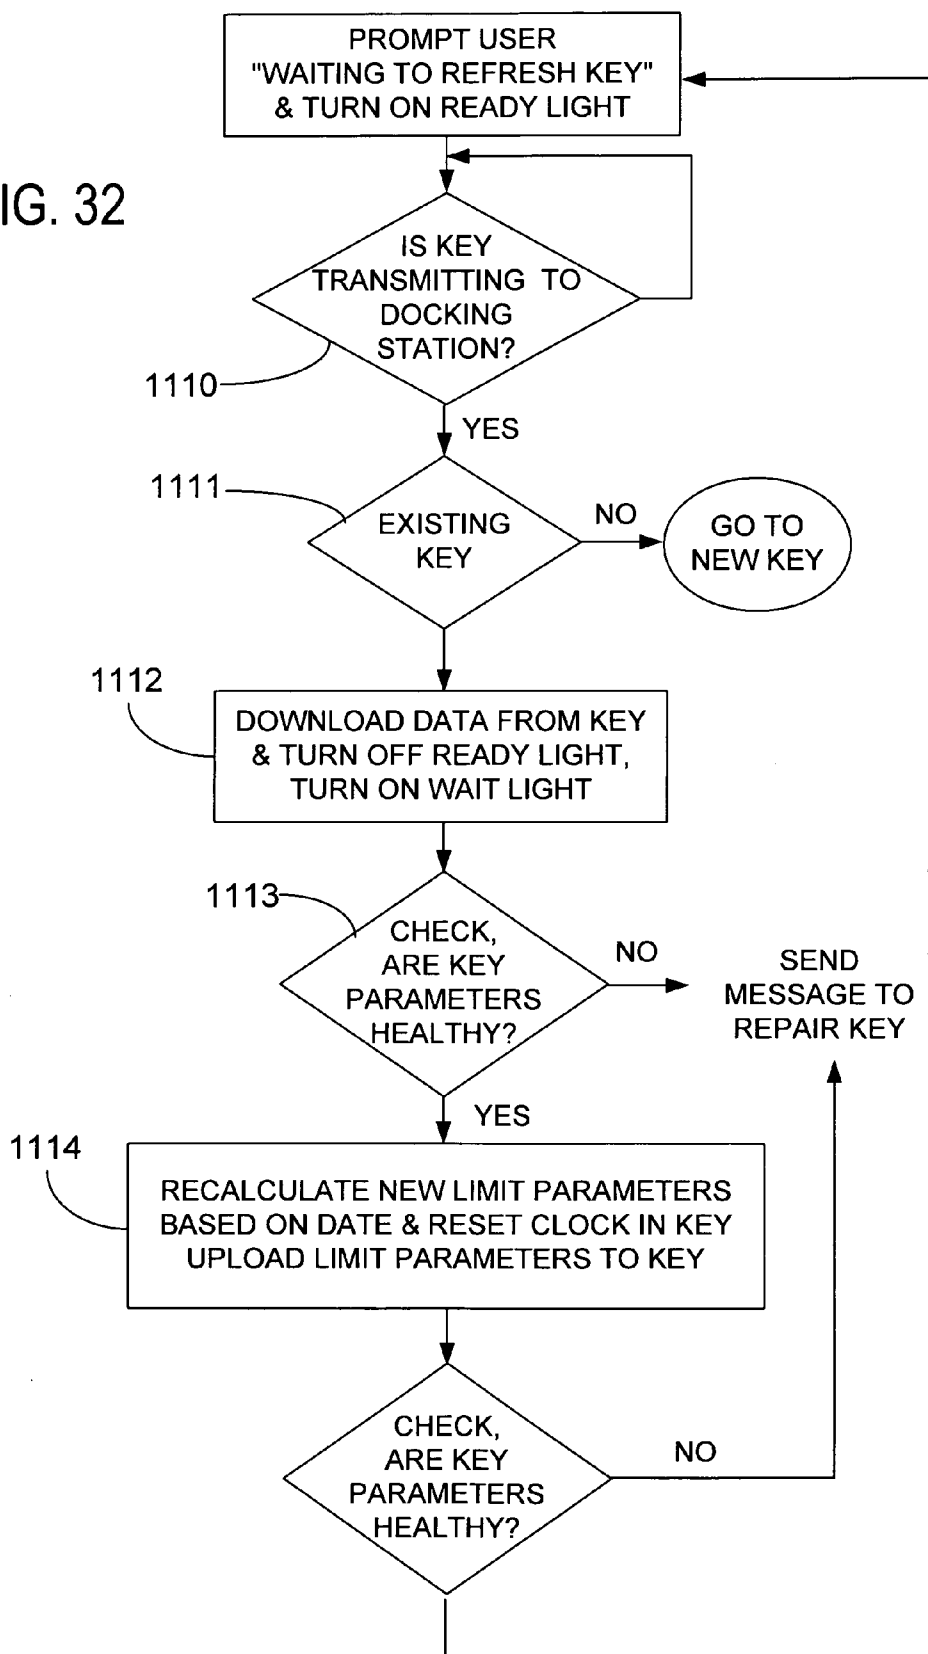 PROMPT USER
"WAITING TO REFRESH KEY"
& TURN ON READY LIGHT
IG. 32
IS KEY
TRANSMITTING TO
DOCKING
STATION?
1110
YES
1111
EXISTING
KEY
NO
GO TO
NEW KEY
1112
DOWNLOAD DATA FROM KEY
& TURN OFF READY LIGHT,
TURN ON WAIT LIGHT
1113
CHECK,
ARE KEY
PARAMETERS
HEALTHY?
NO
SEND
MESSAGE TO
REPAIR KEY
YES
1114
RECALCULATE NEW LIMIT PARAMETERS
BASED ON DATE & RESET CLOCK IN KEY
UPLOAD LIMIT PARAMETERS TO KEY
CHECK,
ARE KEY
PARAMETERS
HEALTHY?
NO